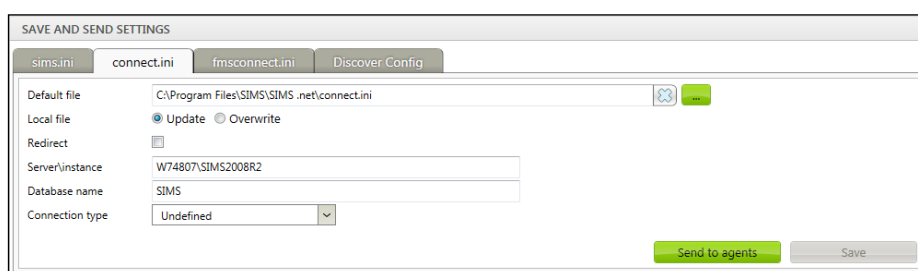 SAVE AND SEND SETTINGS
sims.ini connect.ini fmsconnect.ini Discover Config
Default file C:\Program Files\SIMS\SIMS .net\connect.ini ...
Local file Update Overwrite
Redirect
Server\instance W74807\SIMS2008R2
Database name SIMS
Connection type Undefined
Send to agents Save